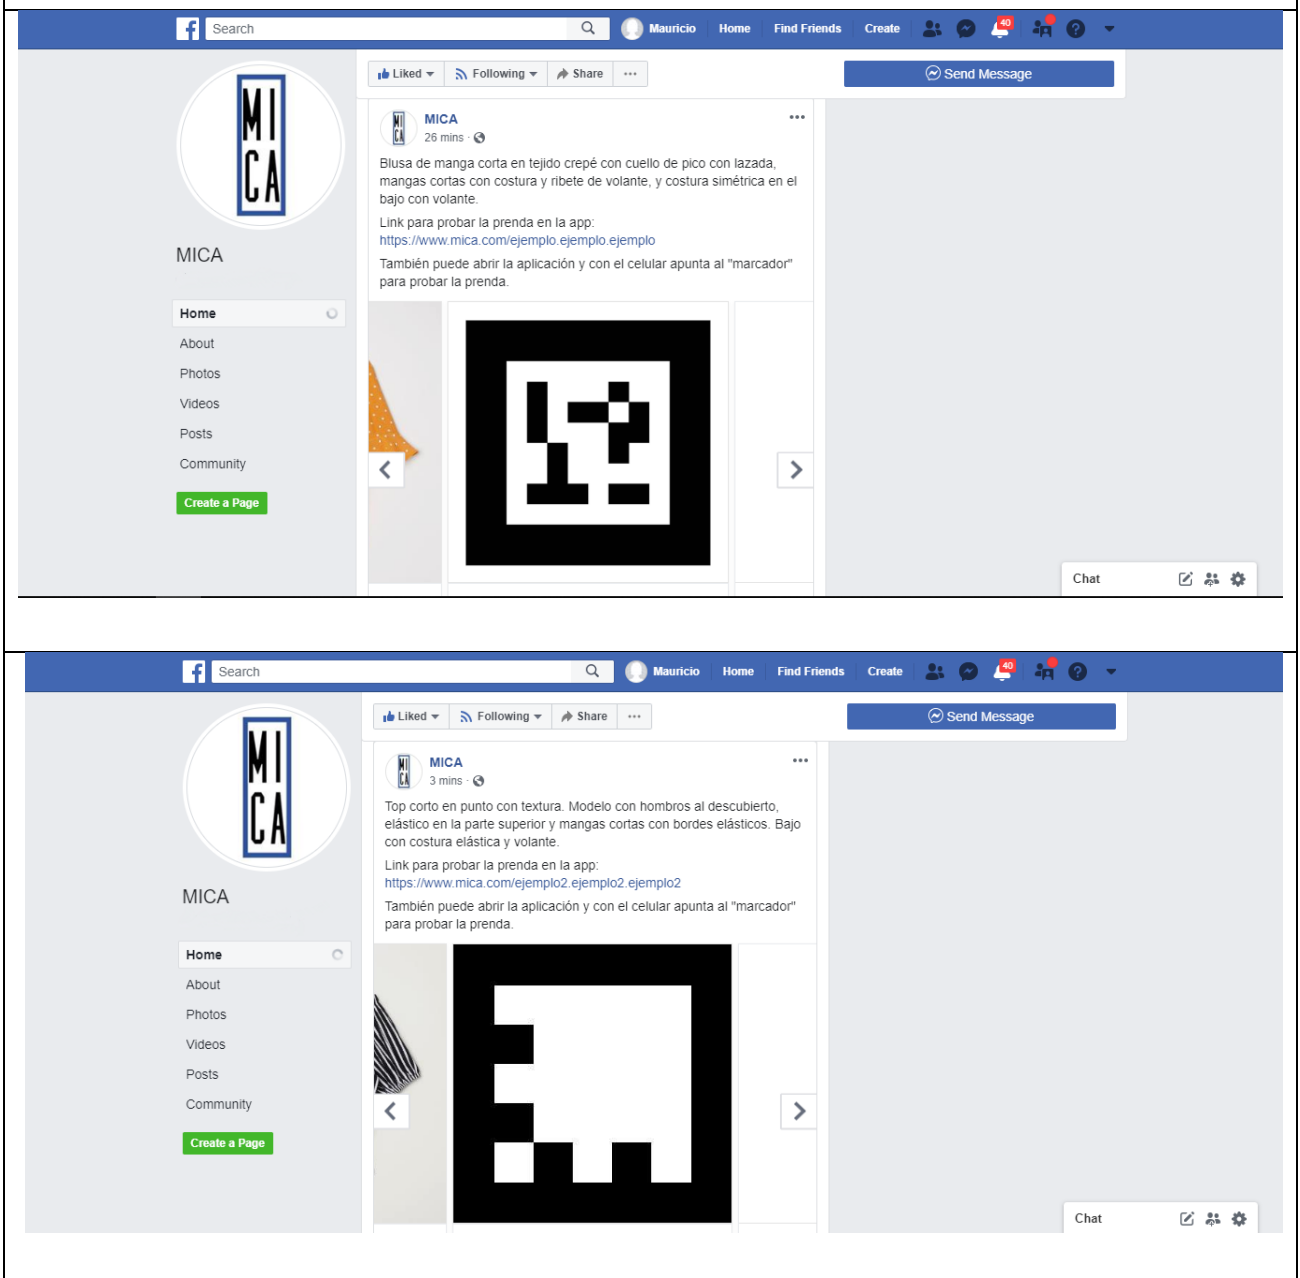 Search
Mauricio Home Find Friends Create 40
Liked Following Share ...
Send Message
MI
CA
MICA
26 mins ·
Blusa de manga corta en tejido crepé con cuello de pico con lazada,
mangas cortas con costura y ribete de volante, y costura simétrica en el
bajo con volante.
Link para probar la prenda en la app:
https://www.mica.com/ejemplo.ejemplo.ejemplo
También puede abrir la aplicación y con el celular apunta al "marcador"
para probar la prenda.
MI
CA
MICA
Home
About
Photos
Videos
Posts
Community
Create a Page
Chat
Search
Mauricio Home Find Friends Create 40
Liked Following Share ...
Send Message
MI
CA
MICA
3 mins ·
Top corto en punto con textura. Modelo con hombros al descubierto,
elástico en la parte superior y mangas cortas con bordes elásticos. Bajo
con costura elástica y volante.
Link para probar la prenda en la app:
https://www.mica.com/ejemplo2.ejemplo2.ejemplo2
También puede abrir la aplicación y con el celular apunta al "marcador"
para probar la prenda.
MI
CA
MICA
Home
About
Photos
Videos
Posts
Community
Create a Page
Chat